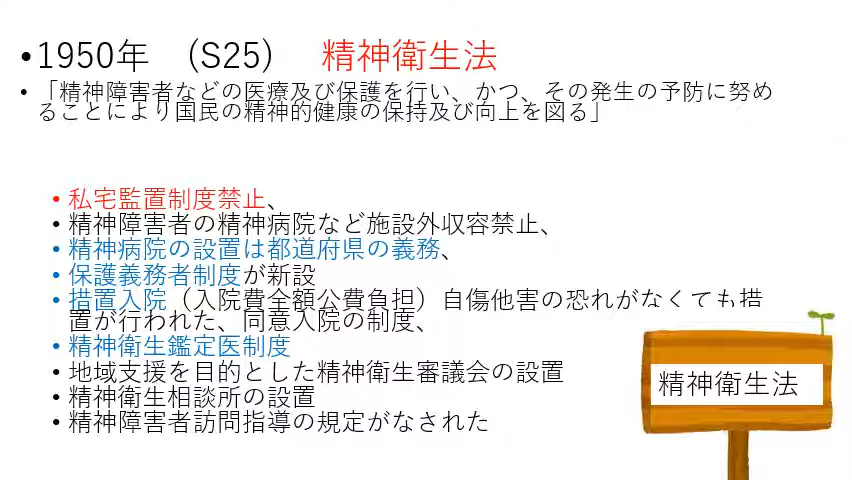 •1950年　（S25）　精神衛生法
•「精神障害者などの医療及び保護を行い、かつ、その発生の予防に努め
ることにより国民の精神的健康の保持及び向上を図る」
•私宅監置制度禁止、
•精神障害者の精神病院など施設外収容禁止、
•精神病院の設置は都道府県の義務、
•保護義務者制度が新設
•措置入院（入院費全額公費負担）自傷他害の恐れがなくても措
置が行われた、同意入院の制度、
•精神衛生鑑定医制度
•地域支援を目的とした精神衛生審議会の設置
•精神衛生相談所の設置
•精神障害者訪問指導の規定がなされた
精神衛生法